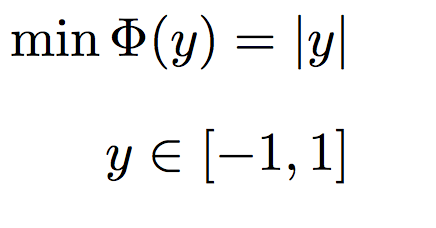 min Φ(y) = |y|
y ∈ [−1, 1]